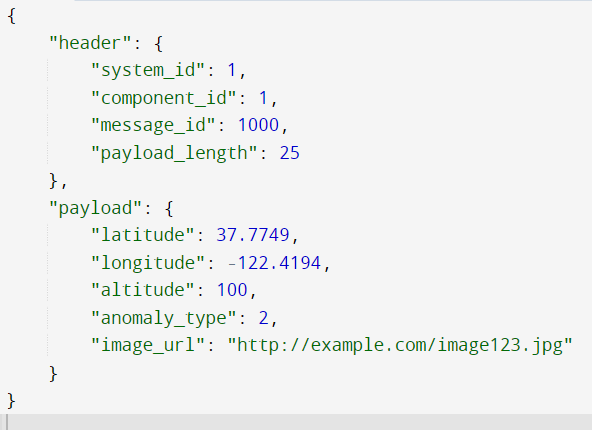 {
    "header": {
        "system_id": 1,
        "component_id": 1,
        "message_id": 1000,
        "payload_length": 25
    },
    "payload": {
        "latitude": 37.7749,
        "longitude": -122.4194,
        "altitude": 100,
        "anomaly_type": 2,
        "image_url": "http://example.com/image123.jpg"
    }
}